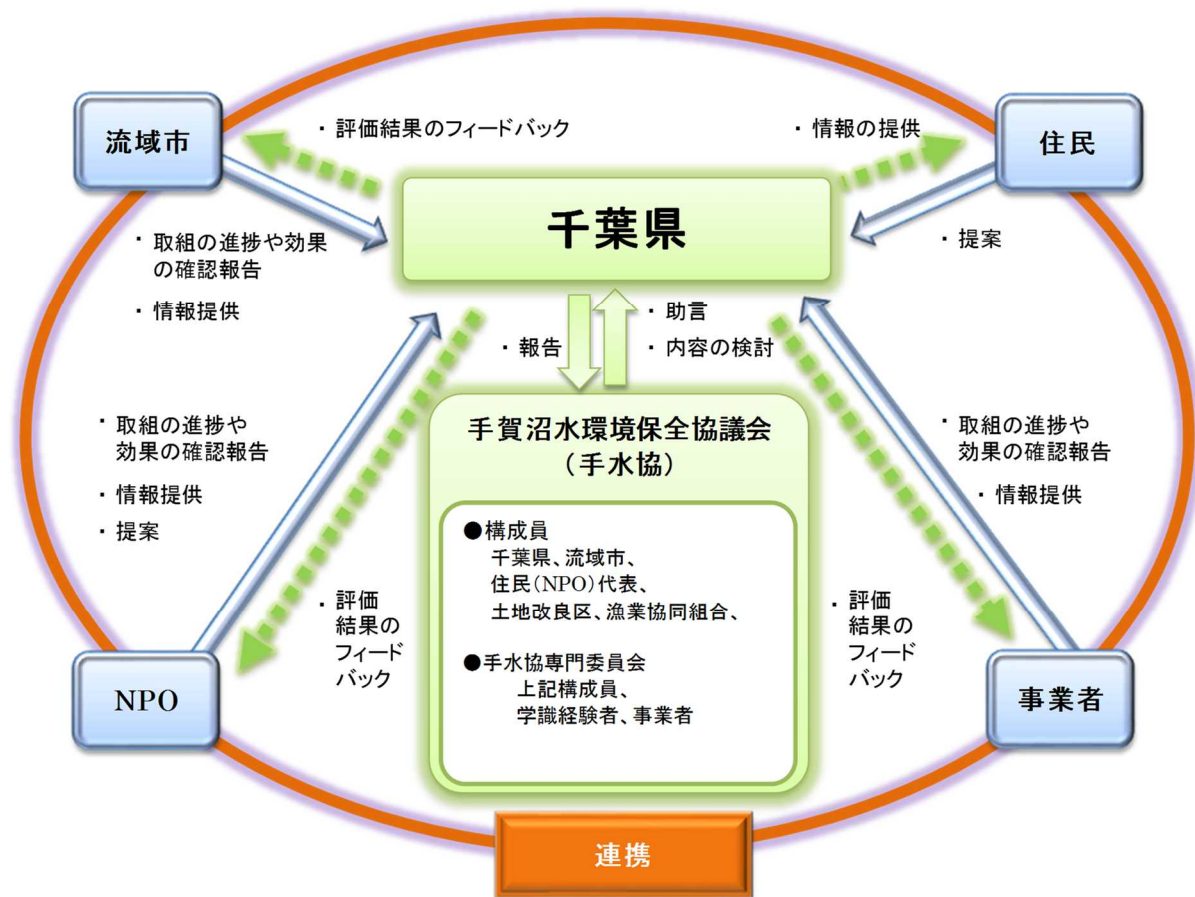 流域市
・ 評価結果のフィードバック
・ 情報の提供
住民
千葉県
・ 取組の進捗や効果
の確認報告
・ 情報提供
・ 提案
・ 報告
・ 助言
・ 内容の検討
手賀沼水環境保全協議会
（手水協）
●構成員
千葉県、流域市、
住民(NPO)代表、
土地改良区、漁業協同組合、
●手水協専門委員会
上記構成員、
学識経験者、事業者
・ 取組の進捗や
効果の確認報告
・ 情報提供
・ 提案
・ 評価
結果の
フィード
バック
・ 取組の進捗や
効果の確認報告
・ 情報提供
・ 評価
結果の
フィード
バック
NPO
事業者
連携